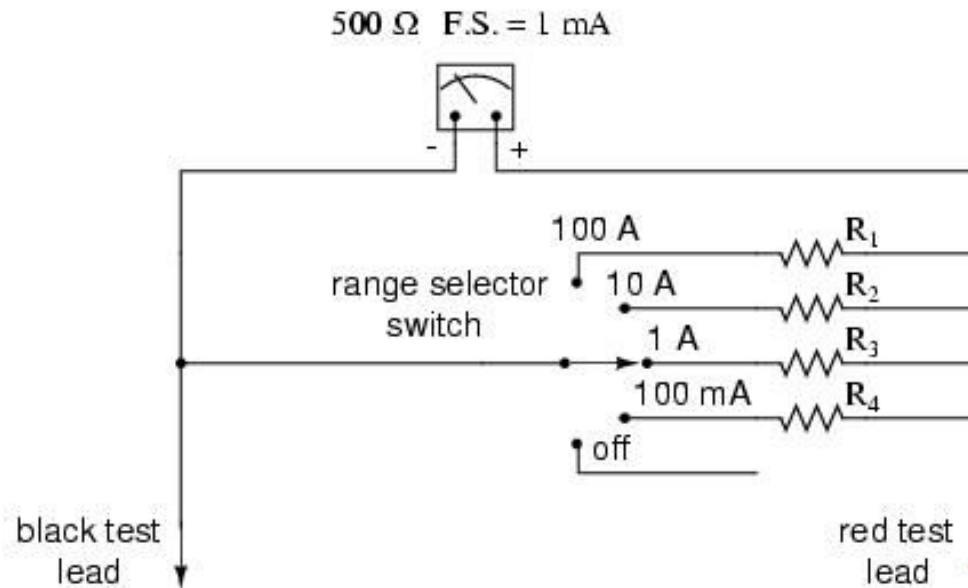 500 Ω F.S. = 1 mA
- +
100 A
R1
range selector
switch
10 A
R2
1 A
R3
100 mA
R4
off
black test
lead
red test
lead